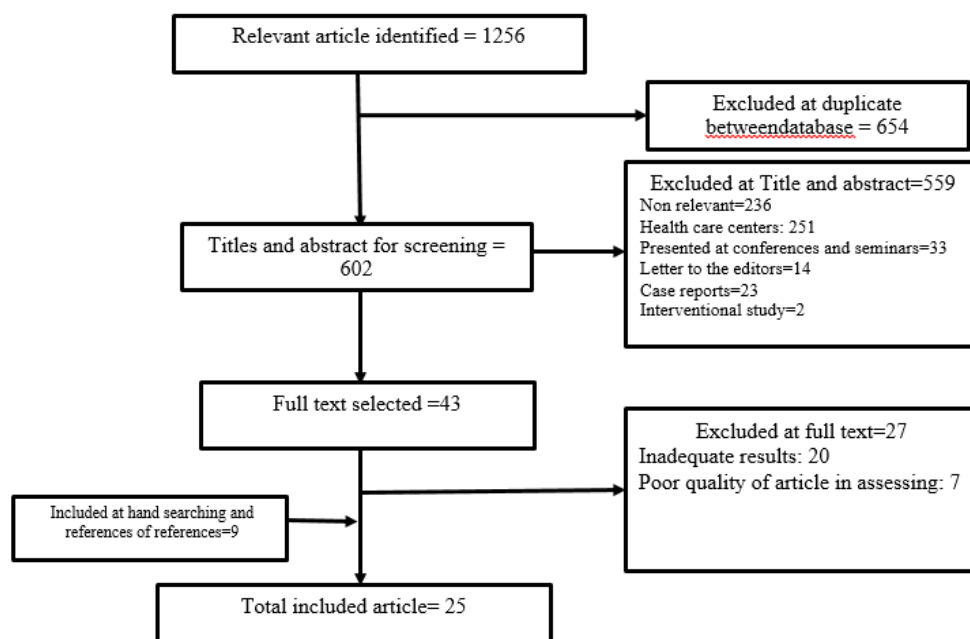 Relevant article identified = 1256
Excluded at duplicate
betweendatabase = 654
Excluded at Title and abstract=559
Non relevant=236
Health care centers: 251
Presented at conferences and seminars=33
Letter to the editors=14
Case reports=23
Interventional study=2
Titles and abstract for screening =
602
Full text selected =43
Excluded at full text=27
Inadequate results: 20
Poor quality of article in assessing: 7
Included at hand searching and
references of references=9
Total included article= 25